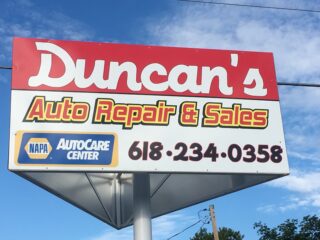 Duncan's
Auto Repair & Sales
NAPA AUTOCARE CENTER
618·234·0358